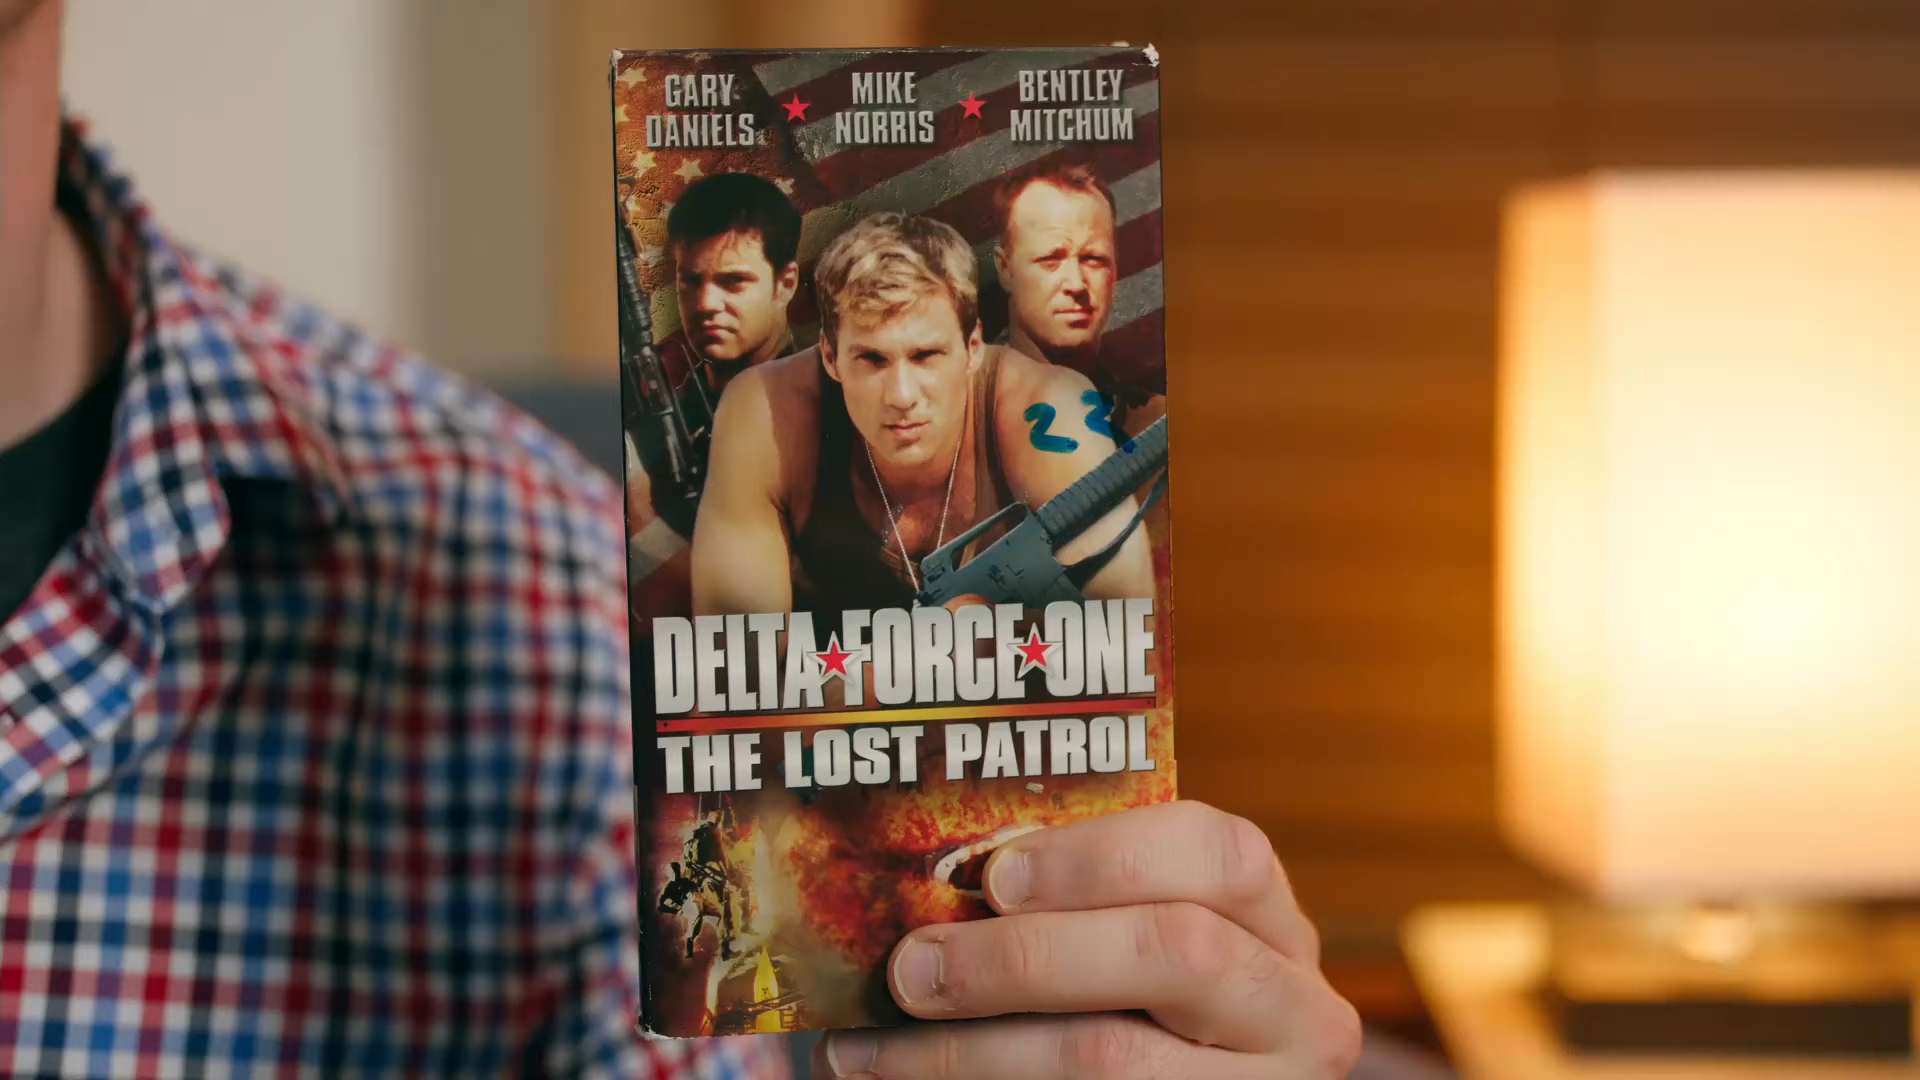 GARY DANIELS
MIKE NORRIS
BENTLEY MITCHUM
22
DELTA★FORCE★ONE
THE LOST PATROL